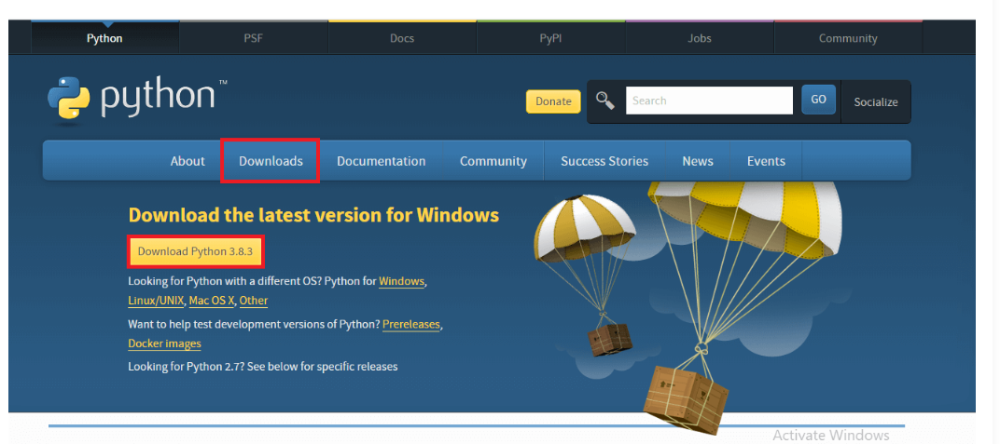 Python PSF Docs PyPI Jobs Community
python™
Donate Search GO Socialize
About Downloads Documentation Community Success Stories News Events
Download the latest version for Windows
Download Python 3.8.3
Looking for Python with a different OS? Python for Windows,
Linux/UNIX, Mac OS X, Other
Want to help test development versions of Python? Prereleases,
Docker images
Looking for Python 2.7? See below for specific releases
Activate Windows